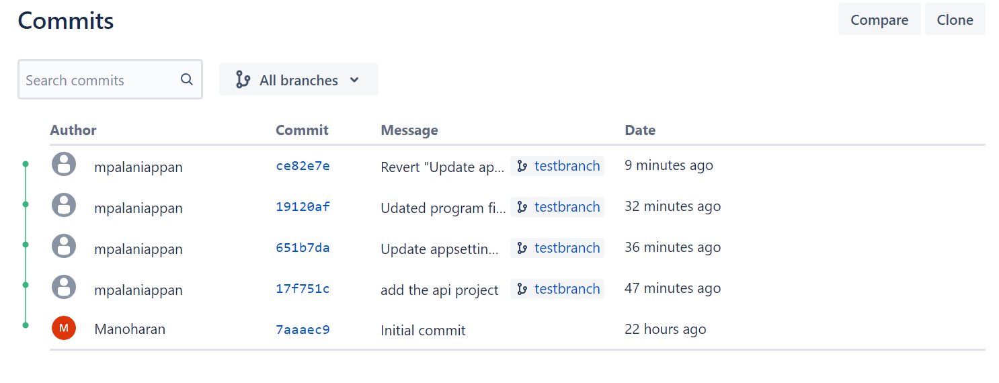 Commits
Compare
Clone
Search commits
All branches
Author Commit Message Date
mpalaniappan ce82e7e Revert "Update ap... testbranch 9 minutes ago
mpalaniappan 19120af Udated program fi... testbranch 32 minutes ago
mpalaniappan 651b7da Update appsettin... testbranch 36 minutes ago
mpalaniappan 17f751c add the api project testbranch 47 minutes ago
M Manoharan 7aaaec9 Initial commit 22 hours ago